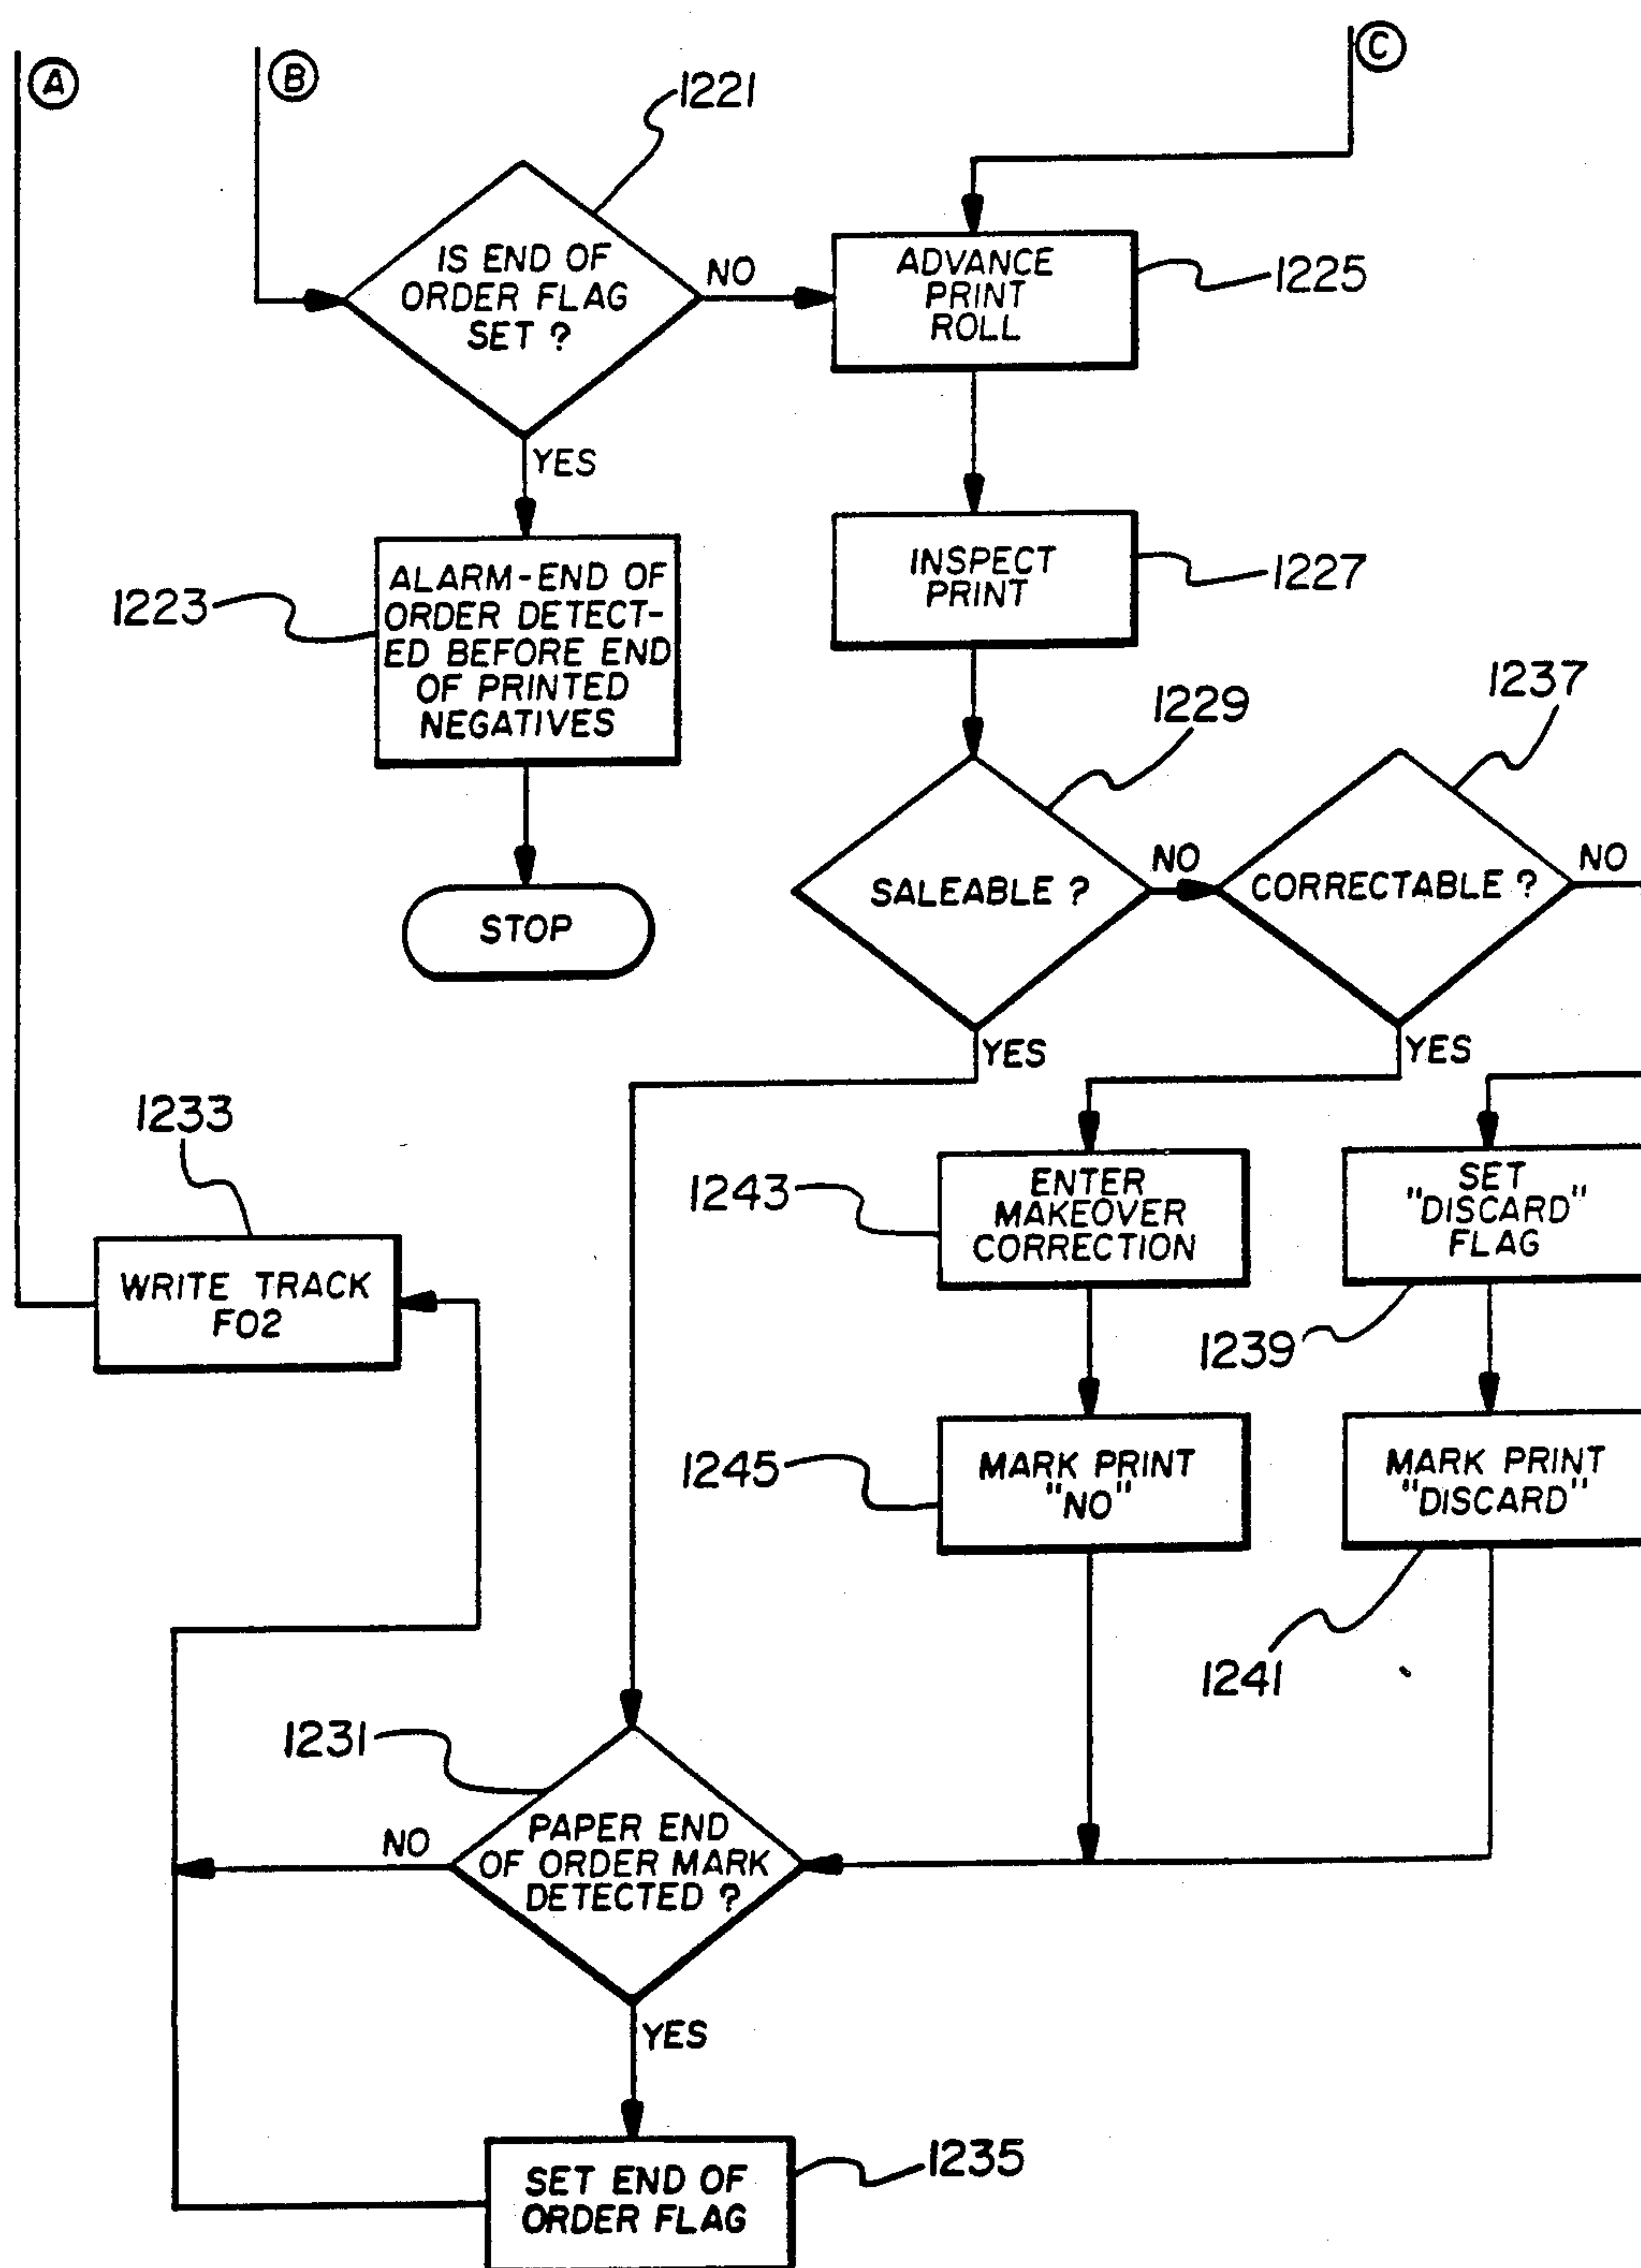 A
B
C
1221
IS END OF
ORDER FLAG
SET ?
NO
YES
ADVANCE
PRINT
ROLL
1225
1223
ALARM-END OF
ORDER DETECT-
ED BEFORE END
OF PRINTED
NEGATIVES
STOP
INSPECT
PRINT
1227
1229
SALEABLE ?
NO
YES
1237
CORRECTABLE ?
NO
YES
1233
WRITE TRACK
F02
1243
ENTER
MAKEOVER
CORRECTION
SET
"DISCARD"
FLAG
1239
1245
MARK PRINT
"NO"
MARK PRINT
"DISCARD"
1241
1231
PAPER END
OF ORDER MARK
DETECTED ?
NO
YES
SET END OF
ORDER FLAG
1235